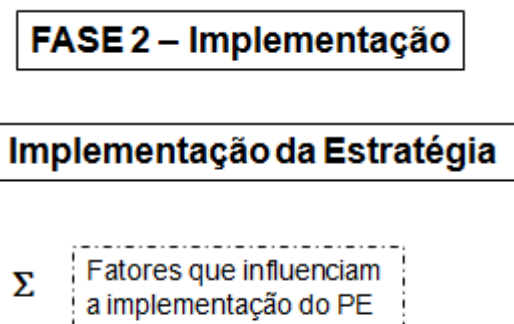 FASE 2 – Implementação
Implementação da Estratégia
Σ
Fatores que influenciam
a implementação do PE